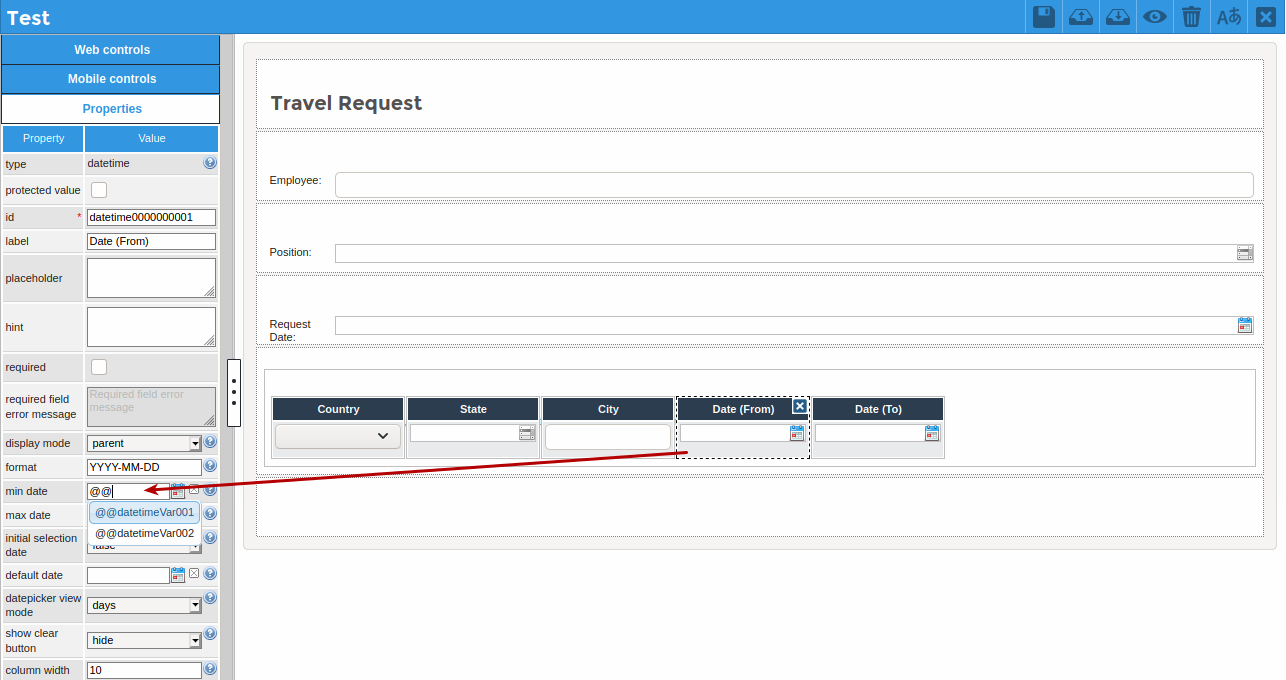 Test
Aあ
Web controls
Mobile controls
Properties
Property Value
type datetime
protected value
id * datetime0000000001
label Date (From)
placeholder
hint
required
required field
error message
Required field error
message
display mode parent
format YYYY-MM-DD
min date @@
@@datetimeVar001
max date
@@datetimeVar002
initial selection
date
false
default date
datepicker view
mode
days
show clear
button
hide
column width 10
Travel Request
Employee:
Position:
Request
Date:
Country State City Date (From) Date (To)